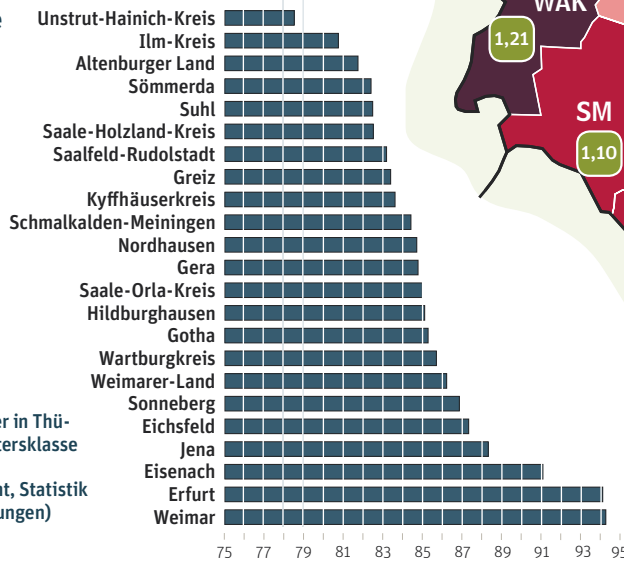 Unstrut-Hainich-Kreis
Ilm-Kreis
Altenburger Land
Sömmerda
Suhl
Saale-Holzland-Kreis
Saalfeld-Rudolstadt
Greiz
Kyffhäuserkreis
Schmalkalden-Meiningen
Nordhausen
Gera
Saale-Orla-Kreis
Hildburghausen
Gotha
Wartburgkreis
Weimarer-Land
Sonneberg
Eichsfeld
Jena
Eisenach
Erfurt
Weimar
75 77 79 81 83 85 87 89 91 93 95
WAK
1,21
SM
1,10
er in Thü-
tersklasse
nt, Statistik
ungen)